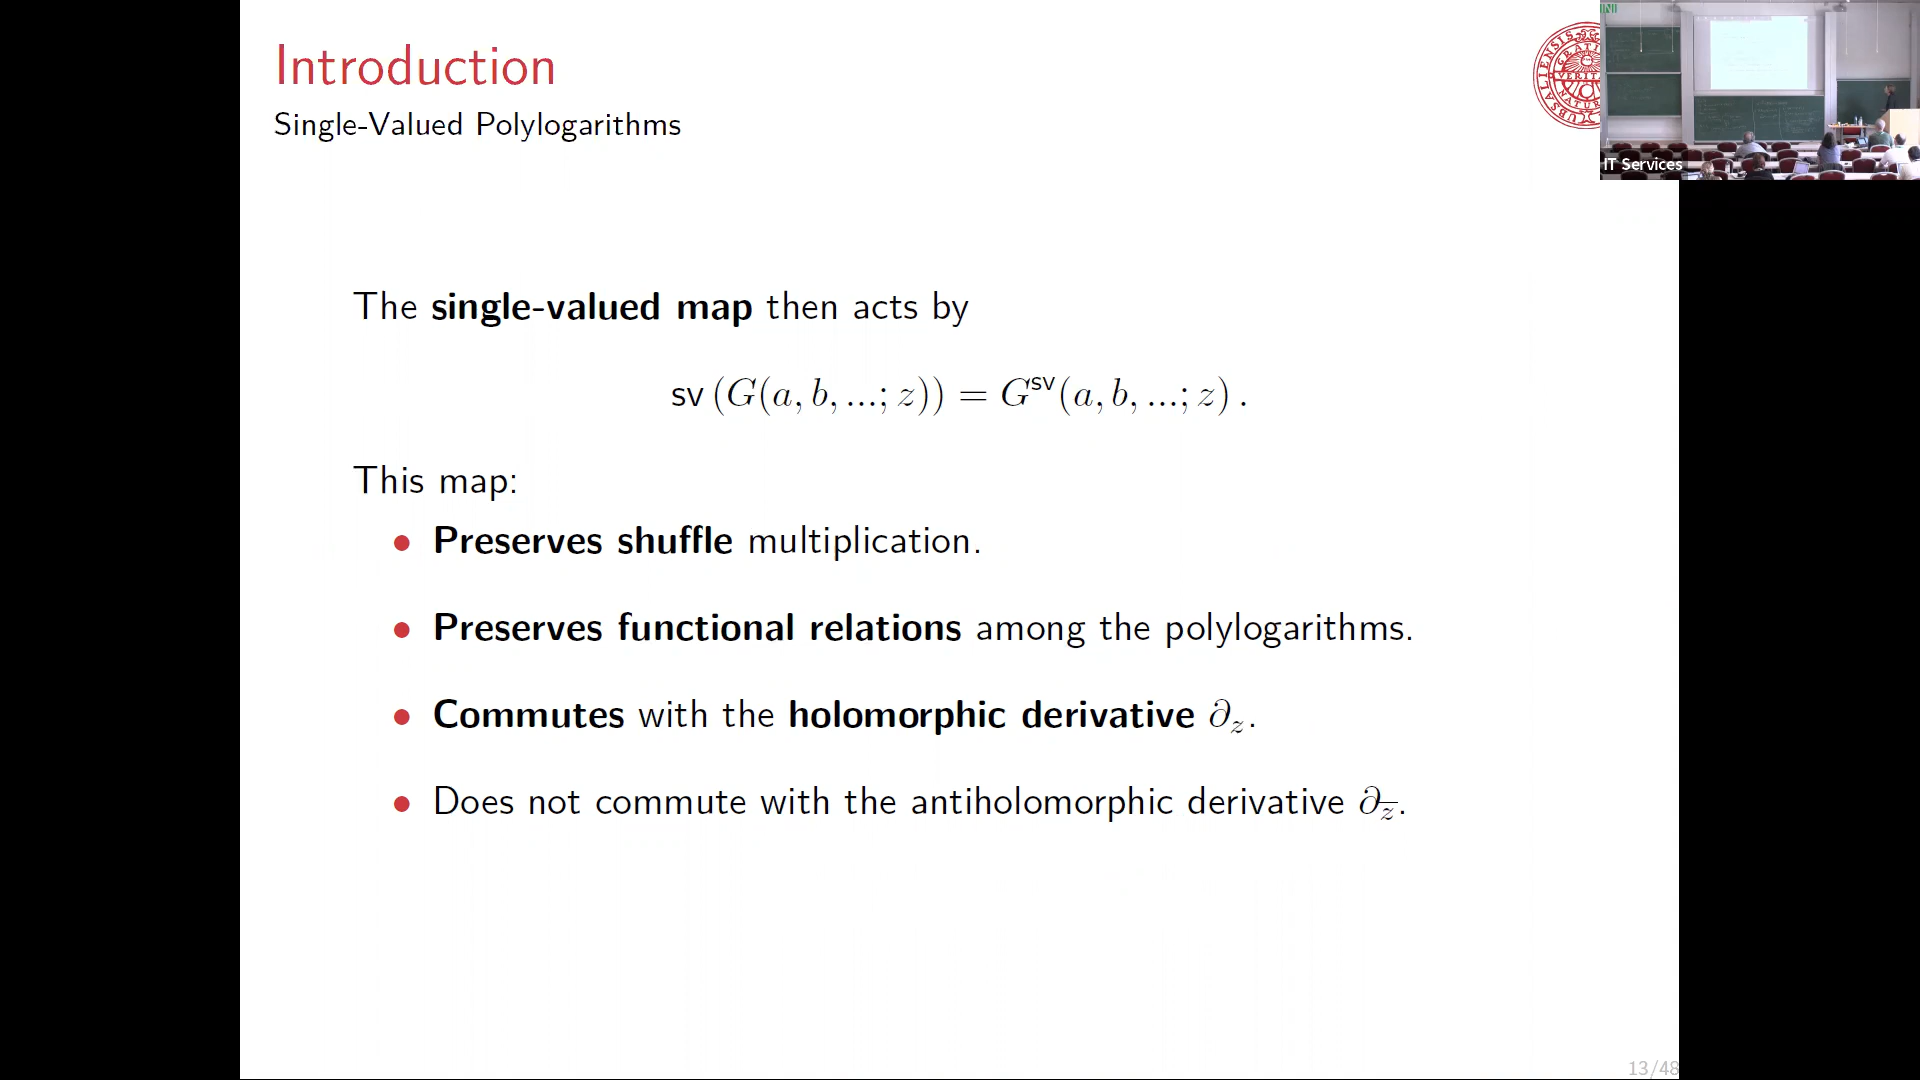 Introduction
Single-Valued Polylogarithms
The single-valued map then acts by
sv (G(a, b, ...; z)) = G^sv(a, b, ...; z) .
This map:
• Preserves shuffle multiplication.
• Preserves functional relations among the polylogarithms.
• Commutes with the holomorphic derivative ∂_z.
• Does not commute with the antiholomorphic derivative ∂_z̅.
13/48
IT Services